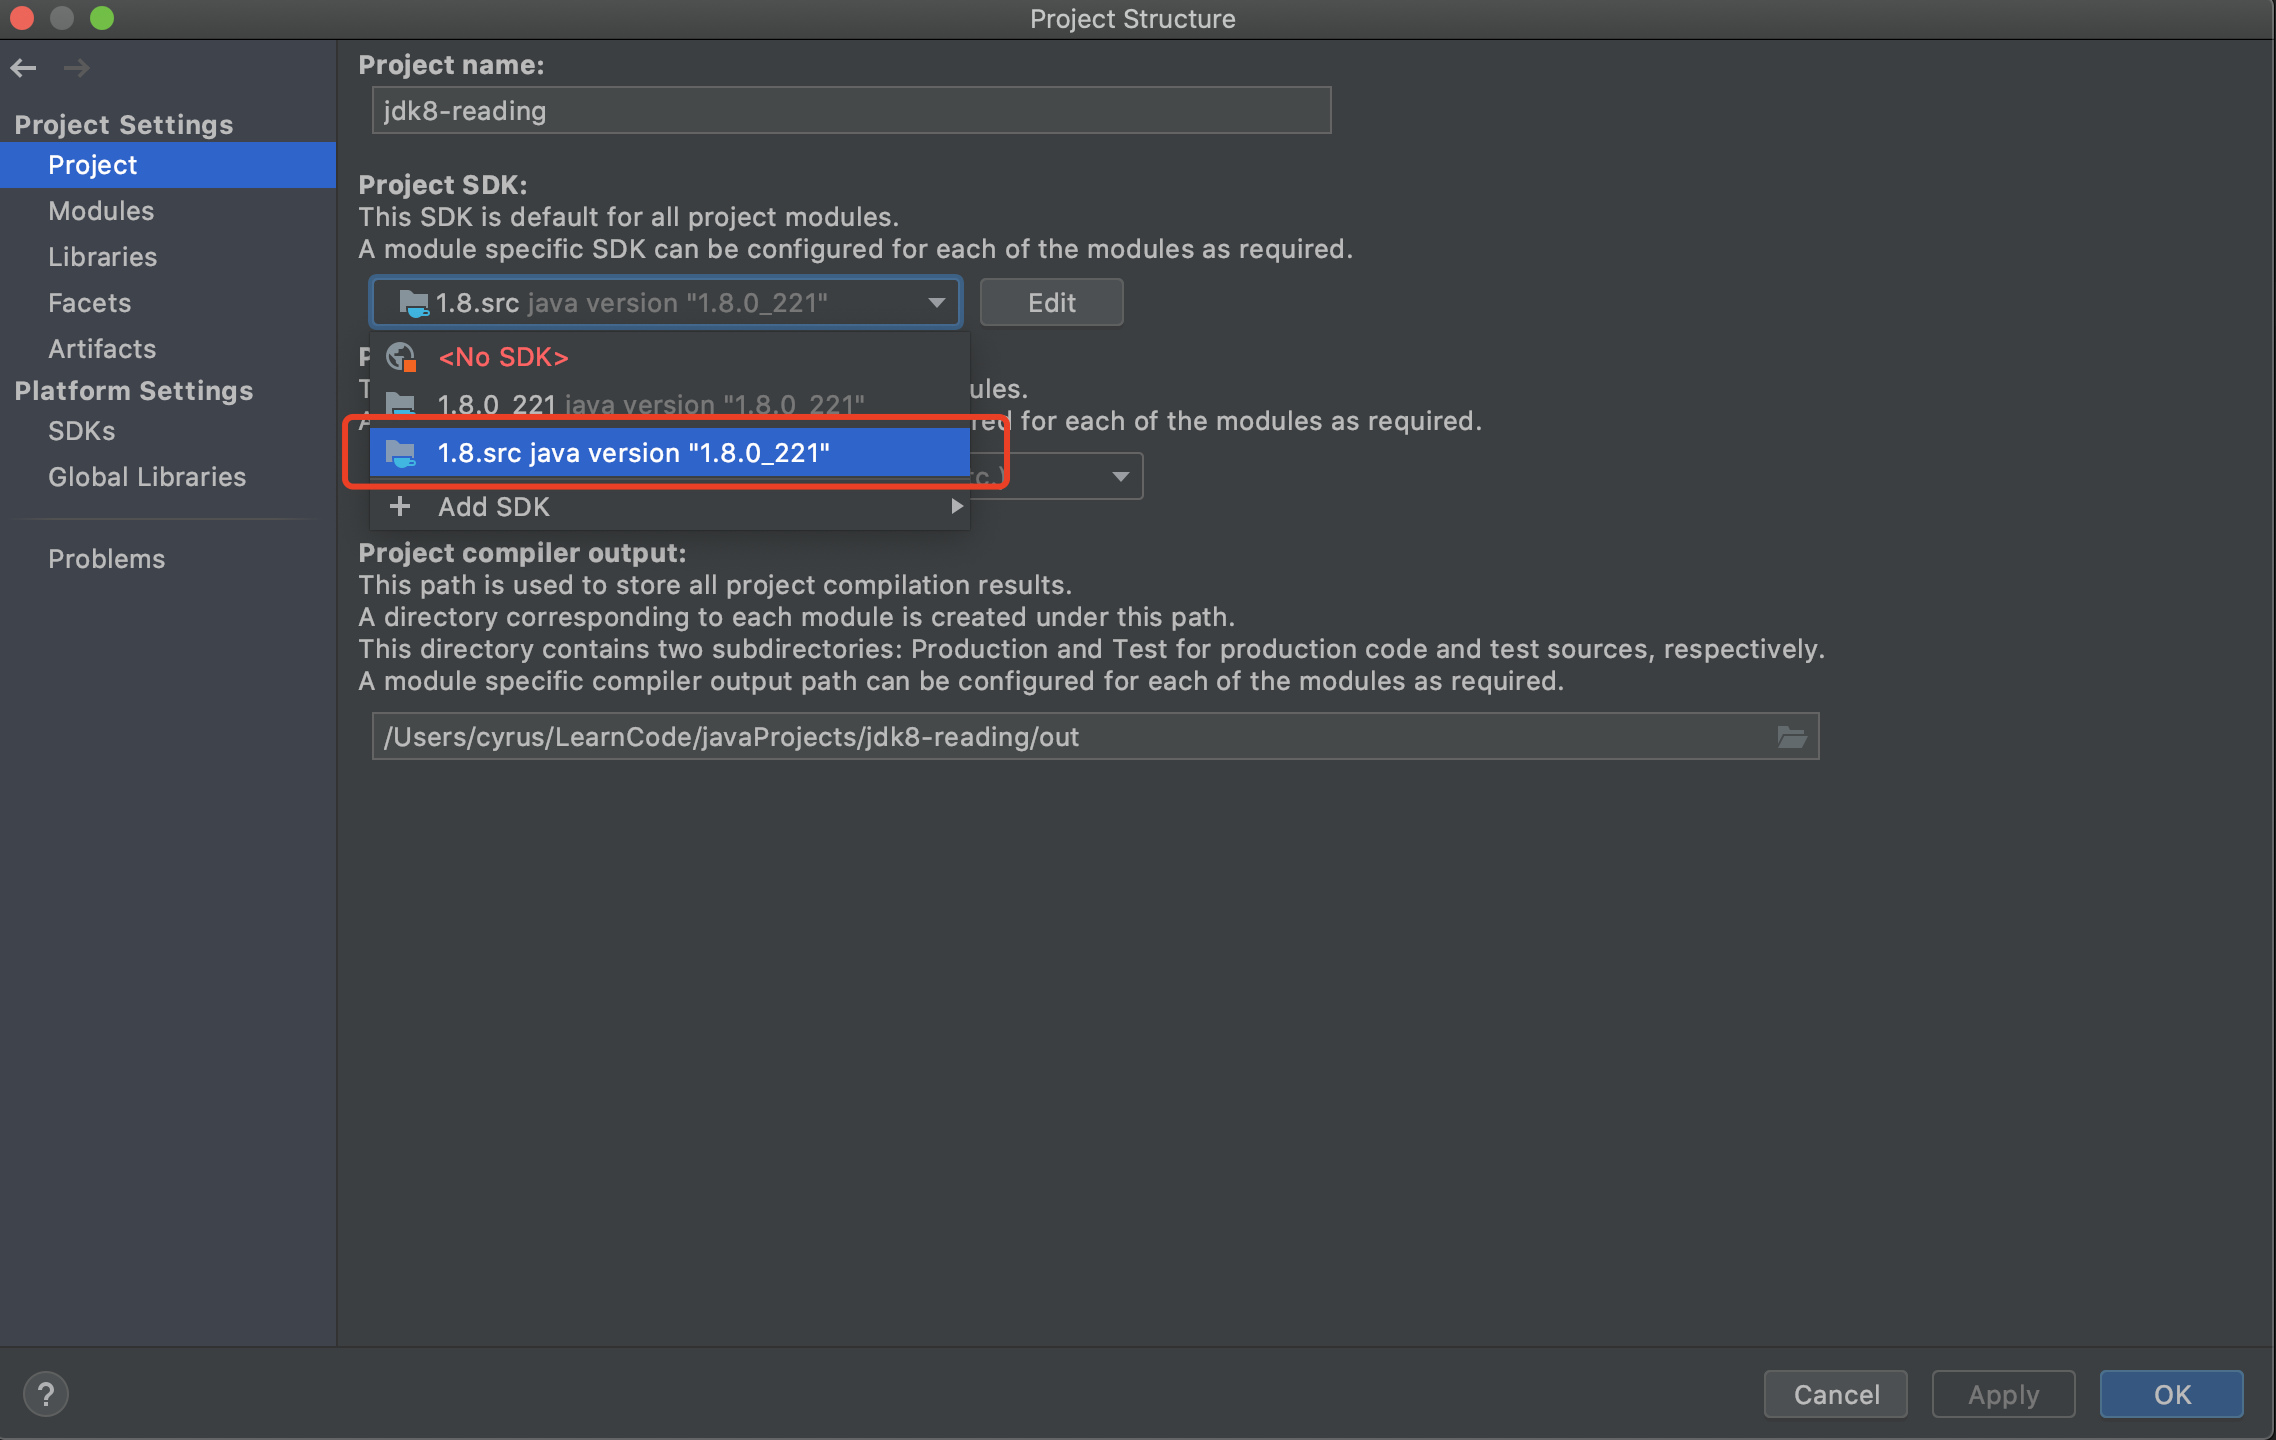 Project Structure
Project Settings
Project
Modules
Libraries
Facets
Artifacts
Platform Settings
SDKs
Global Libraries
Problems
Project name:
jdk8-reading
Project SDK:
This SDK is default for all project modules.
A module specific SDK can be configured for each of the modules as required.
1.8.src java version "1.8.0_221"
Edit
<No SDK>
1.8.0_221 java version "1.8.0_221"
for each of the modules as required.
1.8.src java version "1.8.0_221"
Add SDK
Project compiler output:
This path is used to store all project compilation results.
A directory corresponding to each module is created under this path.
This directory contains two subdirectories: Production and Test for production code and test sources, respectively.
A module specific compiler output path can be configured for each of the modules as required.
/Users/cyrus/LearnCode/javaProjects/jdk8-reading/out
?
Cancel
Apply
OK